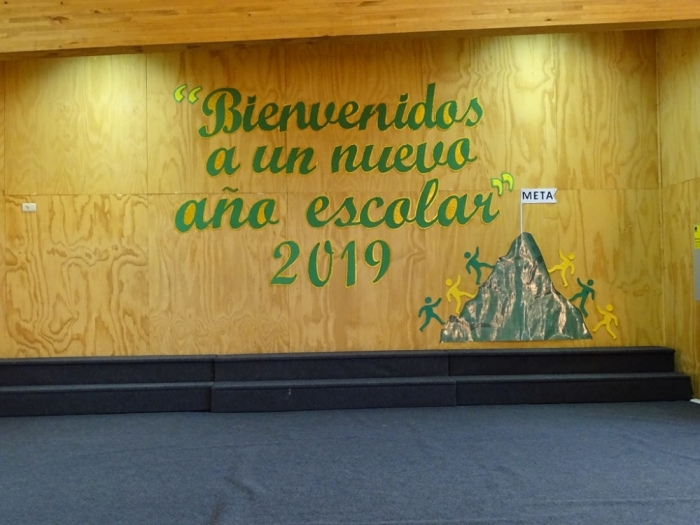 “Bienvenidos
a un nuevo
año escolar”
2019
META